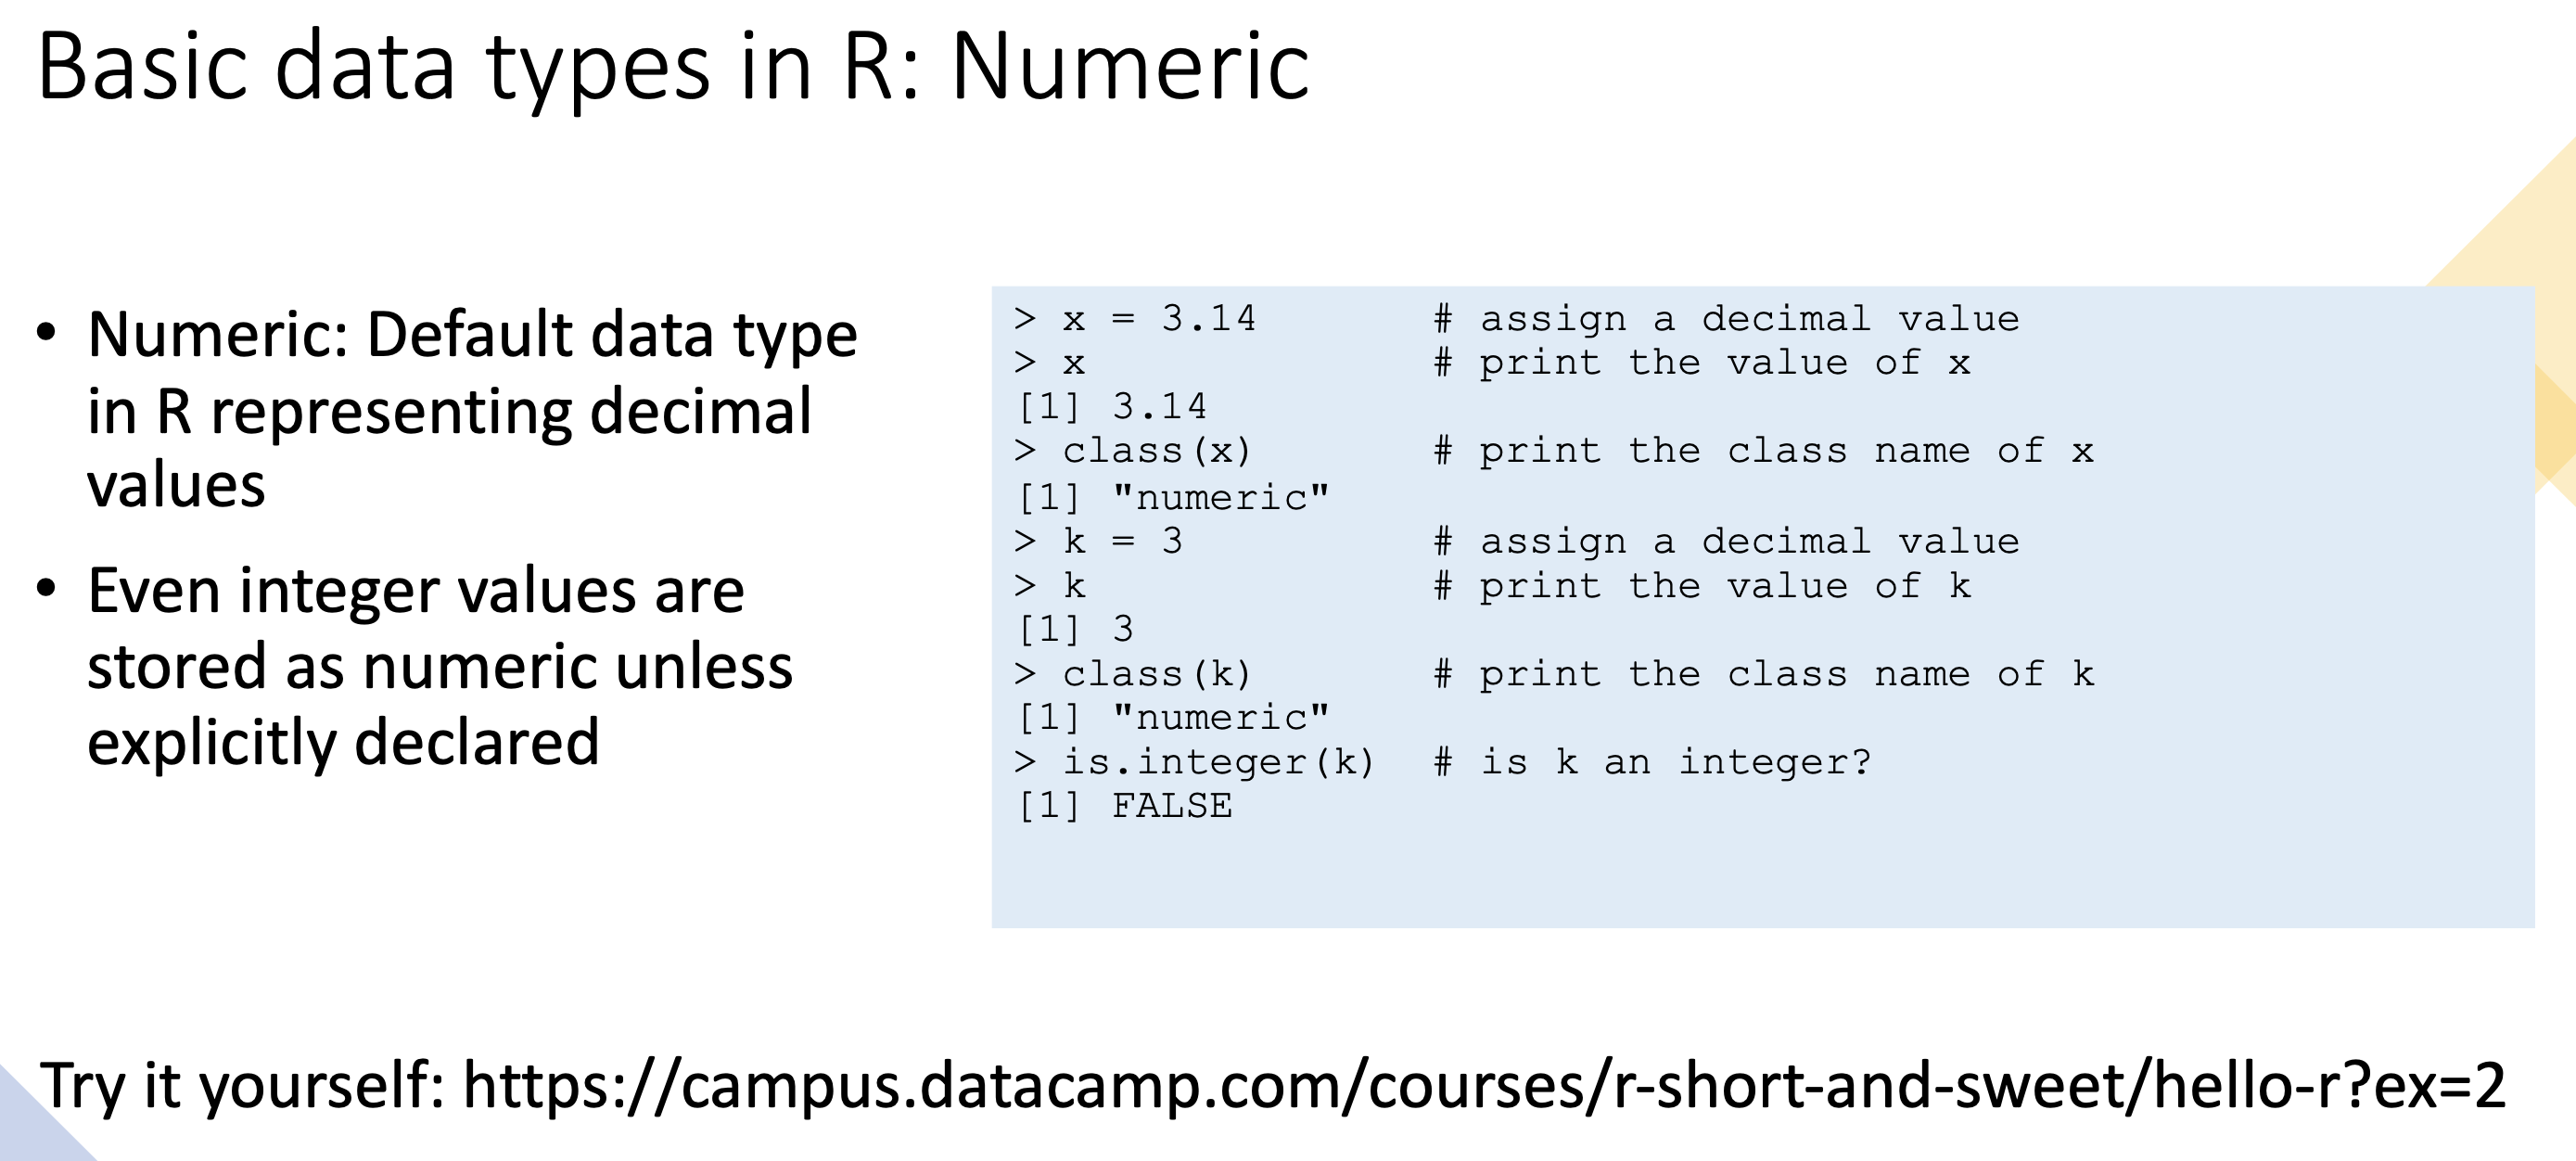 Basic data types in R: Numeric
• Numeric: Default data type
in R representing decimal
values
• Even integer values are
stored as numeric unless
explicitly declared
> x = 3.14 # assign a decimal value
> x # print the value of x
[1] 3.14
> class(x) # print the class name of x
[1] "numeric"
> k = 3 # assign a decimal value
> k # print the value of k
[1] 3
> class(k) # print the class name of k
[1] "numeric"
> is.integer(k) # is k an integer?
[1] FALSE
Try it yourself: https://campus.datacamp.com/courses/r-short-and-sweet/hello-r?ex=2